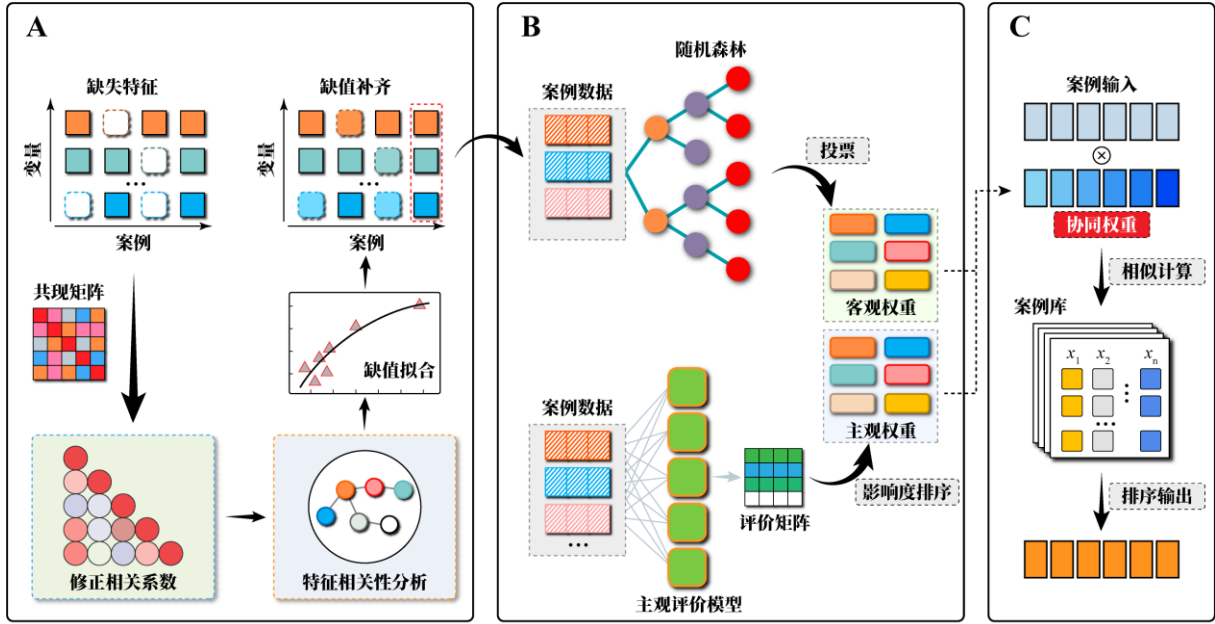 A
缺失特征
变量
...
案例
共现矩阵
修正相关系数
特征相关性分析
缺值拟合
缺值补齐
变量
...
案例
B
案例数据
随机森林
投票
客观权重
案例数据
...
主观评价模型
评价矩阵
影响度排序
主观权重
C
案例输入
⊗
协同权重
相似计算
案例库
x1 x2 xn
...
...
排序输出